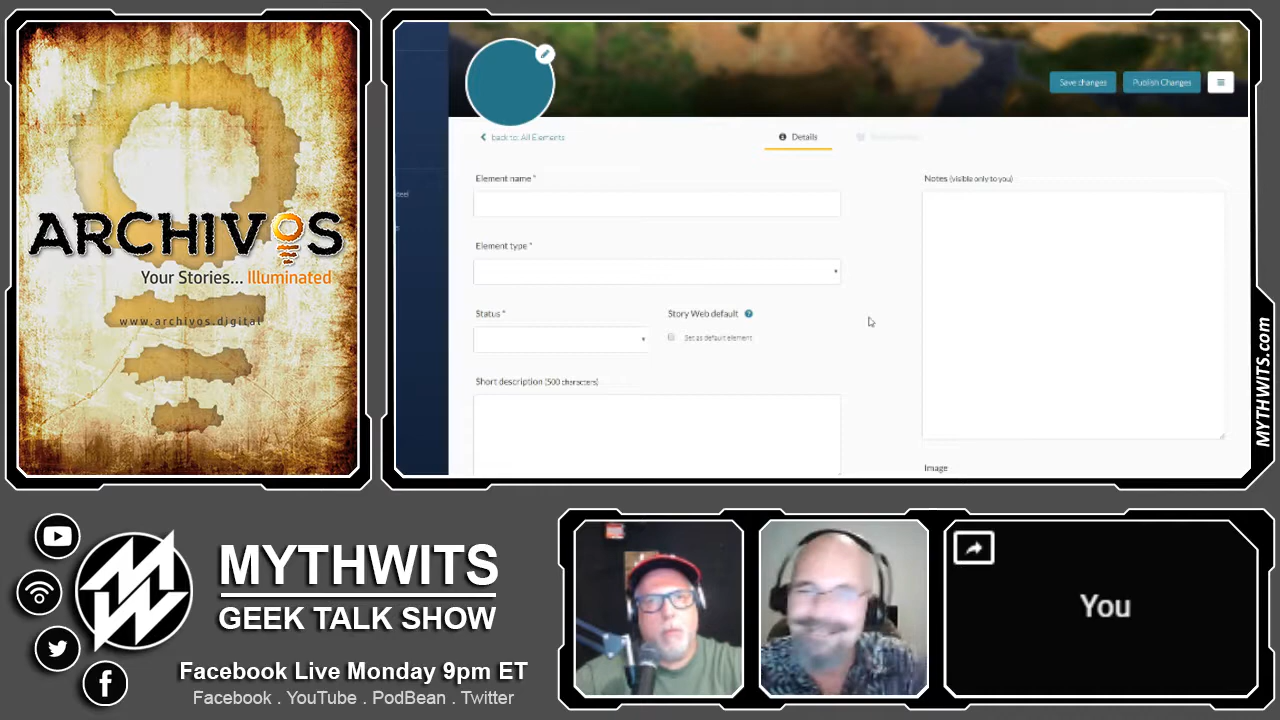 ARCHIVOS
Your Stories... Illuminated
www.archivos.digital
Save changes
Publish Changes
back to: All Elements
Details
Element name *
Notes (visible only to you)
Element type *
Status *
Story Web default
Set as default element
Short description (500 characters)
Image
MYTHWITS.com
MYTHWITS
GEEK TALK SHOW
Facebook Live Monday 9pm ET
Facebook . YouTube . PodBean . Twitter
You